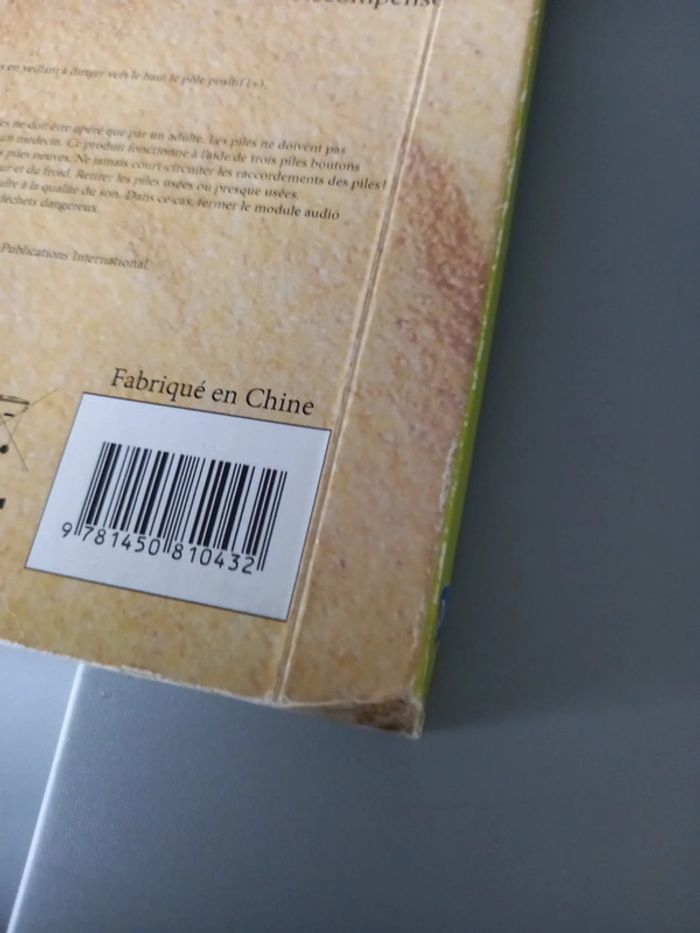 s en veillant à diriger vers le haut le pôle positif (+).
es ne doit être opéré que par un adulte. Les piles ne doivent pas
un médecin. Ce produit fonctionne à l'aide de trois piles boutons
s piles neuves. Ne jamais court-circuiter les raccordements des piles!
ur et du froid. Retirer les piles usées ou presque usées.
à la qualité du son. Dans ce cas, fermer le module audio
déchets dangereux.
Publications International.
Fabriqué en Chine
9 781450 810432